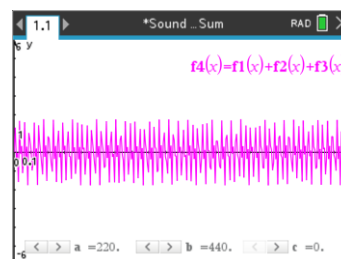 1.1 *Sound ...Sum RAD
6 y
f4(x)=f1(x)+f2(x)+f3(x
1
0 0.1
-6
a =220. b =440. c =0.